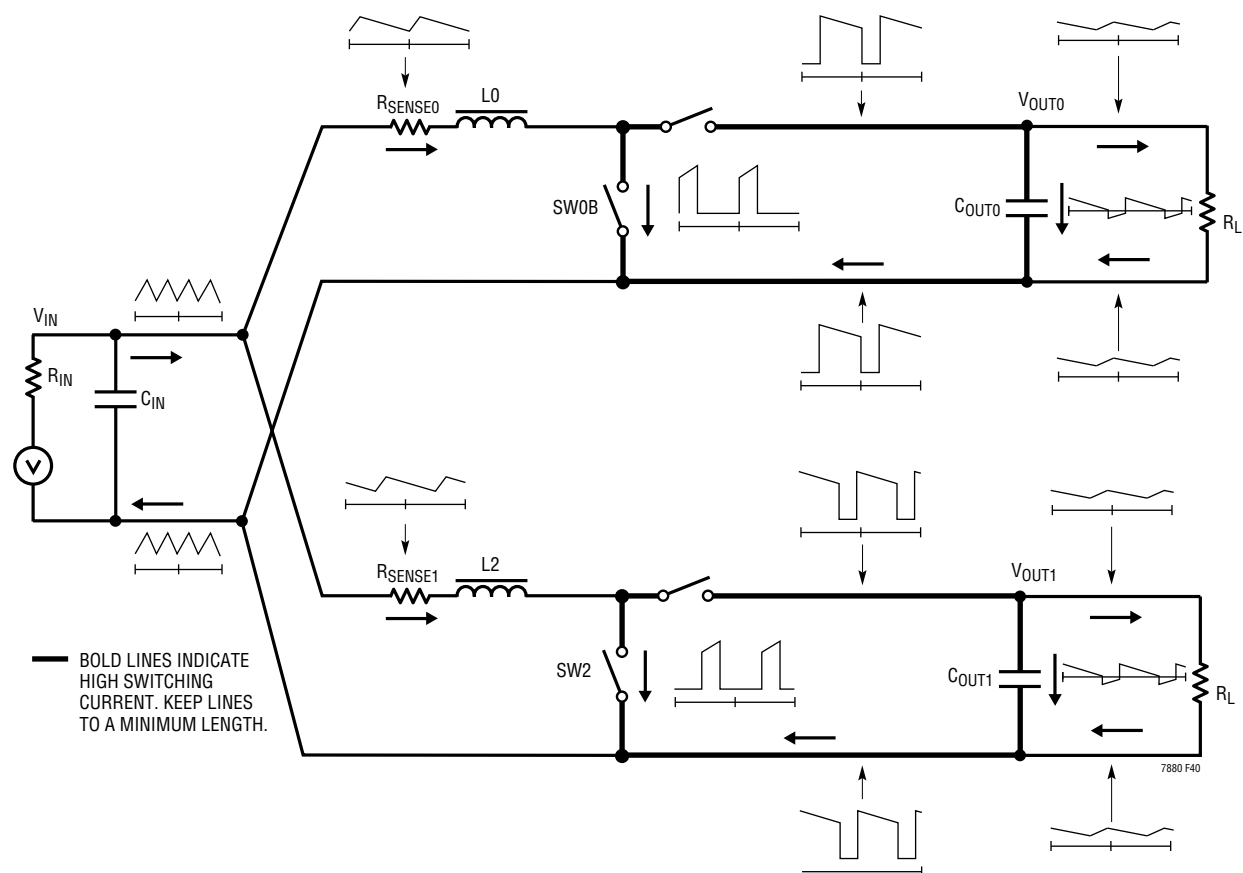 RSENSE0
L0
VOUT0
SW0B
COUT0
RL
VIN
RIN
CIN
V
RSENSE1
L2
VOUT1
SW2
COUT1
RL
BOLD LINES INDICATE
HIGH SWITCHING
CURRENT. KEEP LINES
TO A MINIMUM LENGTH.
7880 F40